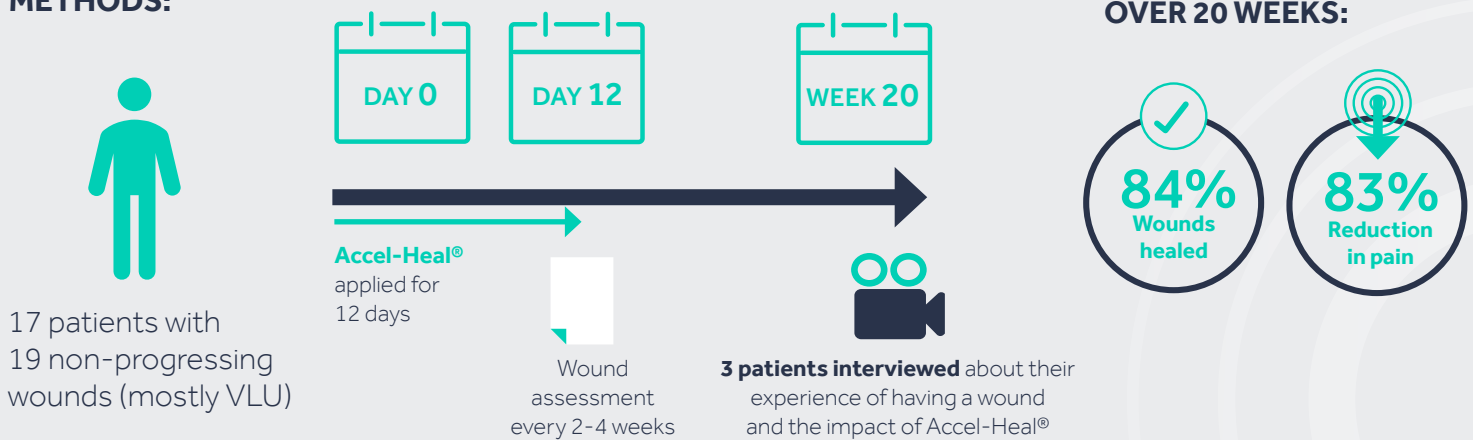 METHODS:
17 patients with
19 non-progressing
wounds (mostly VLU)
DAY 0
DAY 12
WEEK 20
Accel-Heal®
applied for
12 days
Wound
assessment
every 2-4 weeks
3 patients interviewed about their
experience of having a wound
and the impact of Accel-Heal®
OVER 20 WEEKS:
84%
Wounds
healed
83%
Reduction
in pain